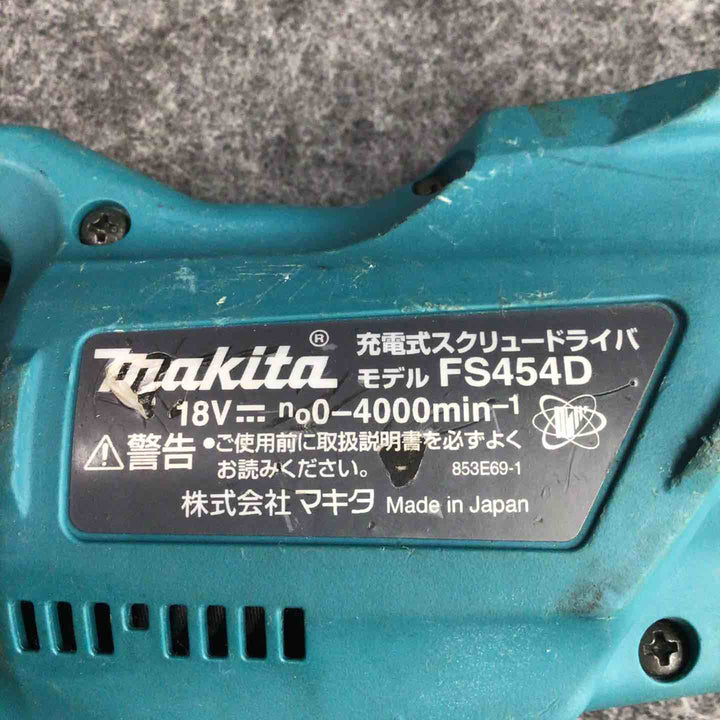 makita® 充電式スクリュードライバ
モデル FS454D
18V⎓ n₀0-4000min⁻¹
⚠警告 •ご使用前に取扱説明書を必ずよく
お読みください。 853E69-1
株式会社 マキタ Made in Japan